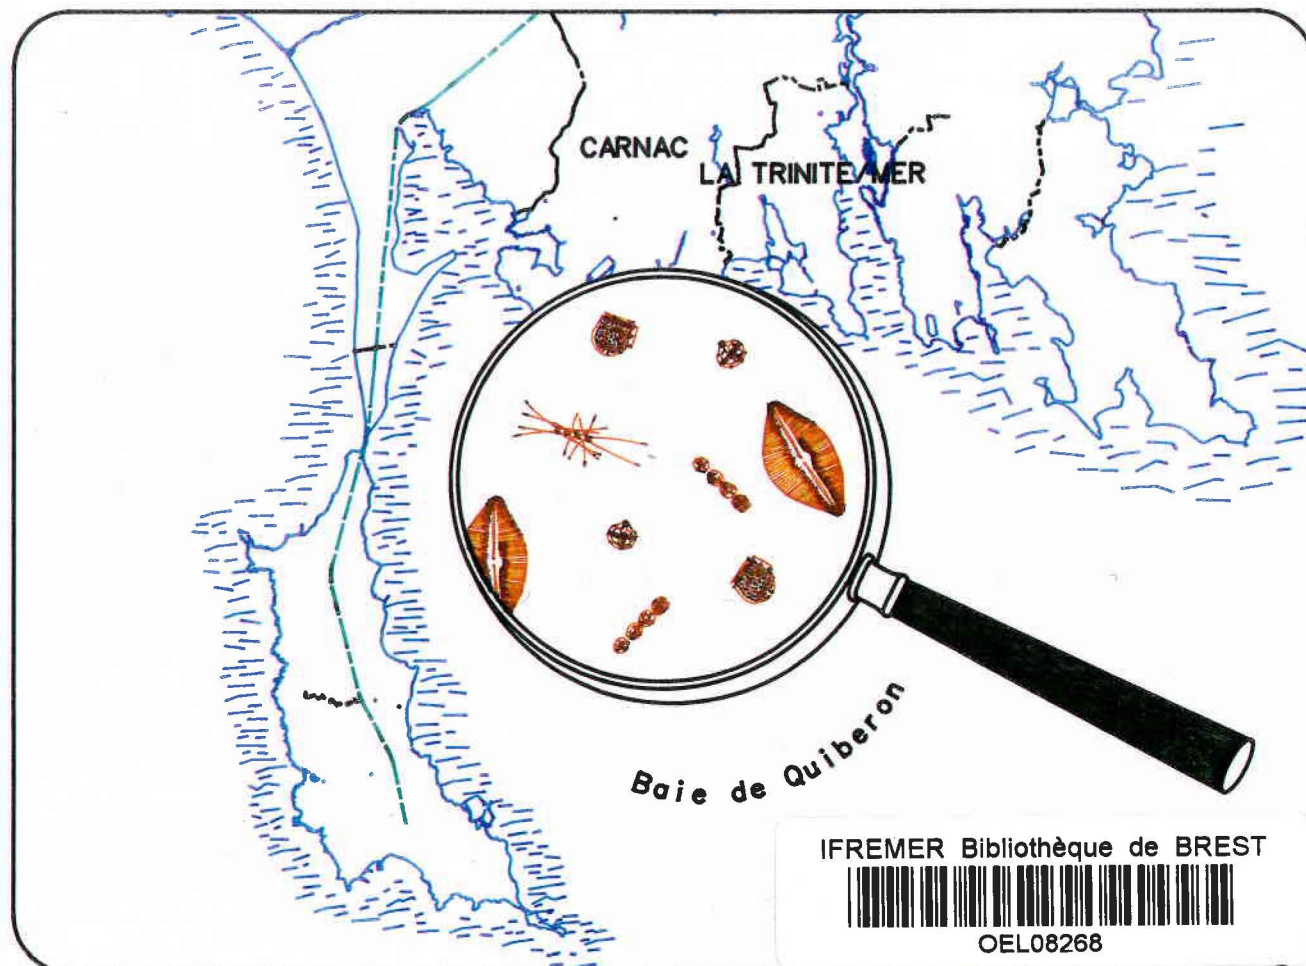 CARNAC
LA TRINITE/MER
Baie de Quiberon
IFREMER Bibliothèque de BREST
OEL08268